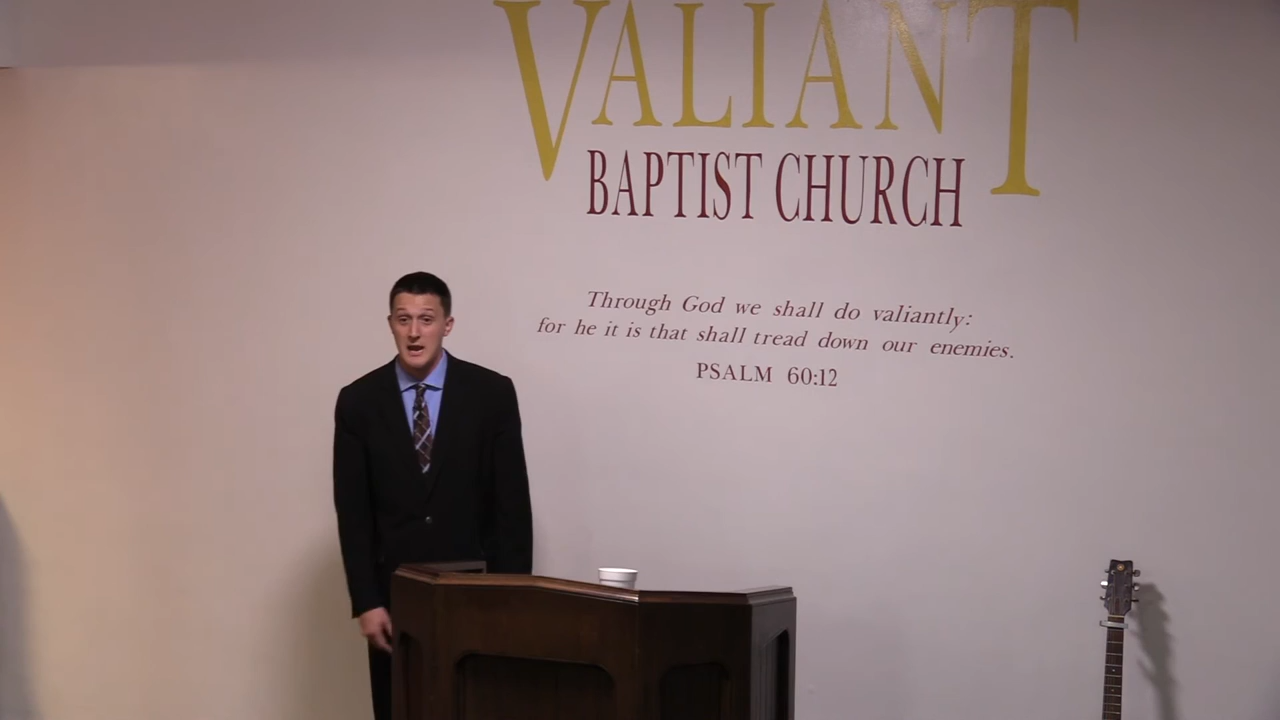 VALIANT
BAPTIST CHURCH
Through God we shall do valiantly:
for he it is that shall tread down our enemies.
PSALM 60:12